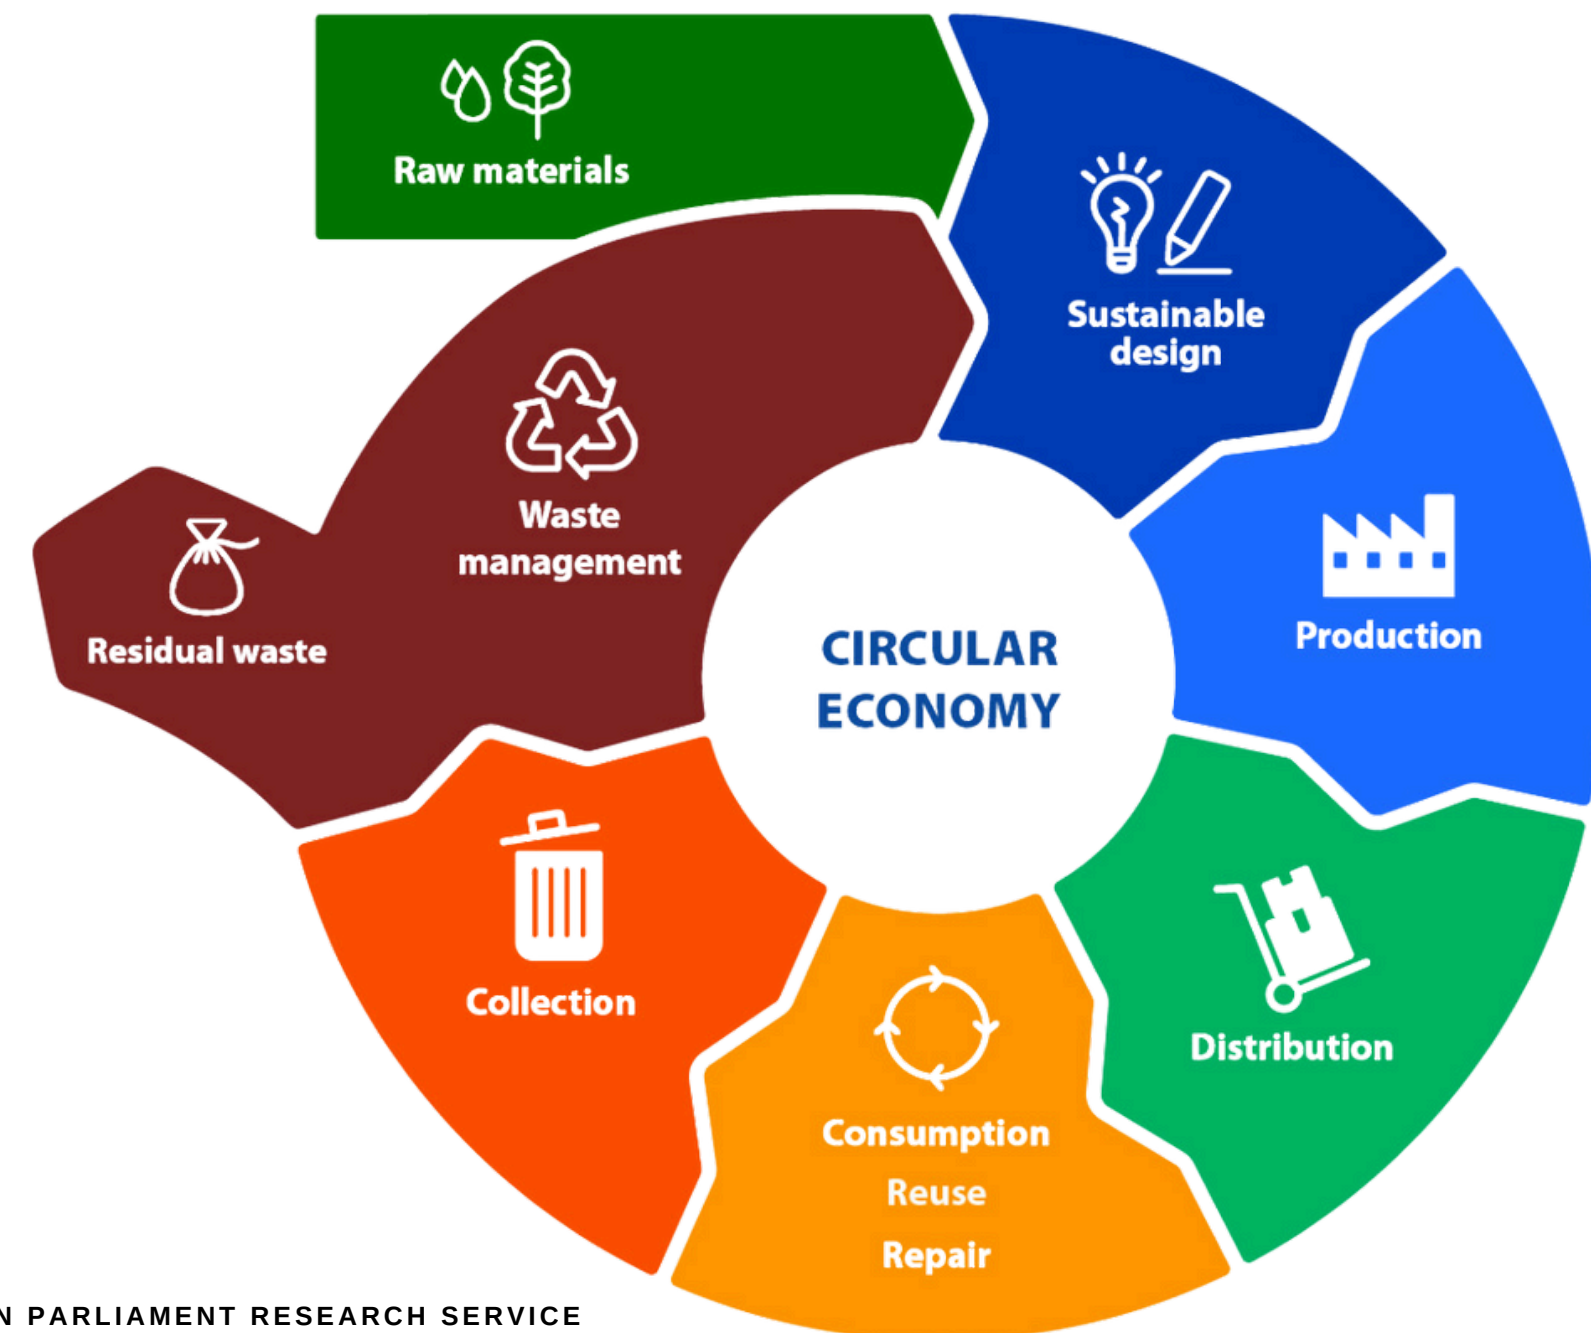 Raw materials
Sustainable
design
Production
Distribution
Consumption
Reuse
Repair
Collection
Waste
management
Residual waste
CIRCULAR
ECONOMY
N PARLIAMENT RESEARCH SERVICE